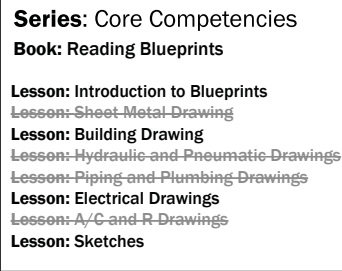 Series: Core Competencies
Book: Reading Blueprints
Lesson: Introduction to Blueprints
Lesson: Sheet Metal Drawing
Lesson: Building Drawing
Lesson: Hydraulic and Pneumatic Drawings
Lesson: Piping and Plumbing Drawings
Lesson: Electrical Drawings
Lesson: A/C and R Drawings
Lesson: Sketches